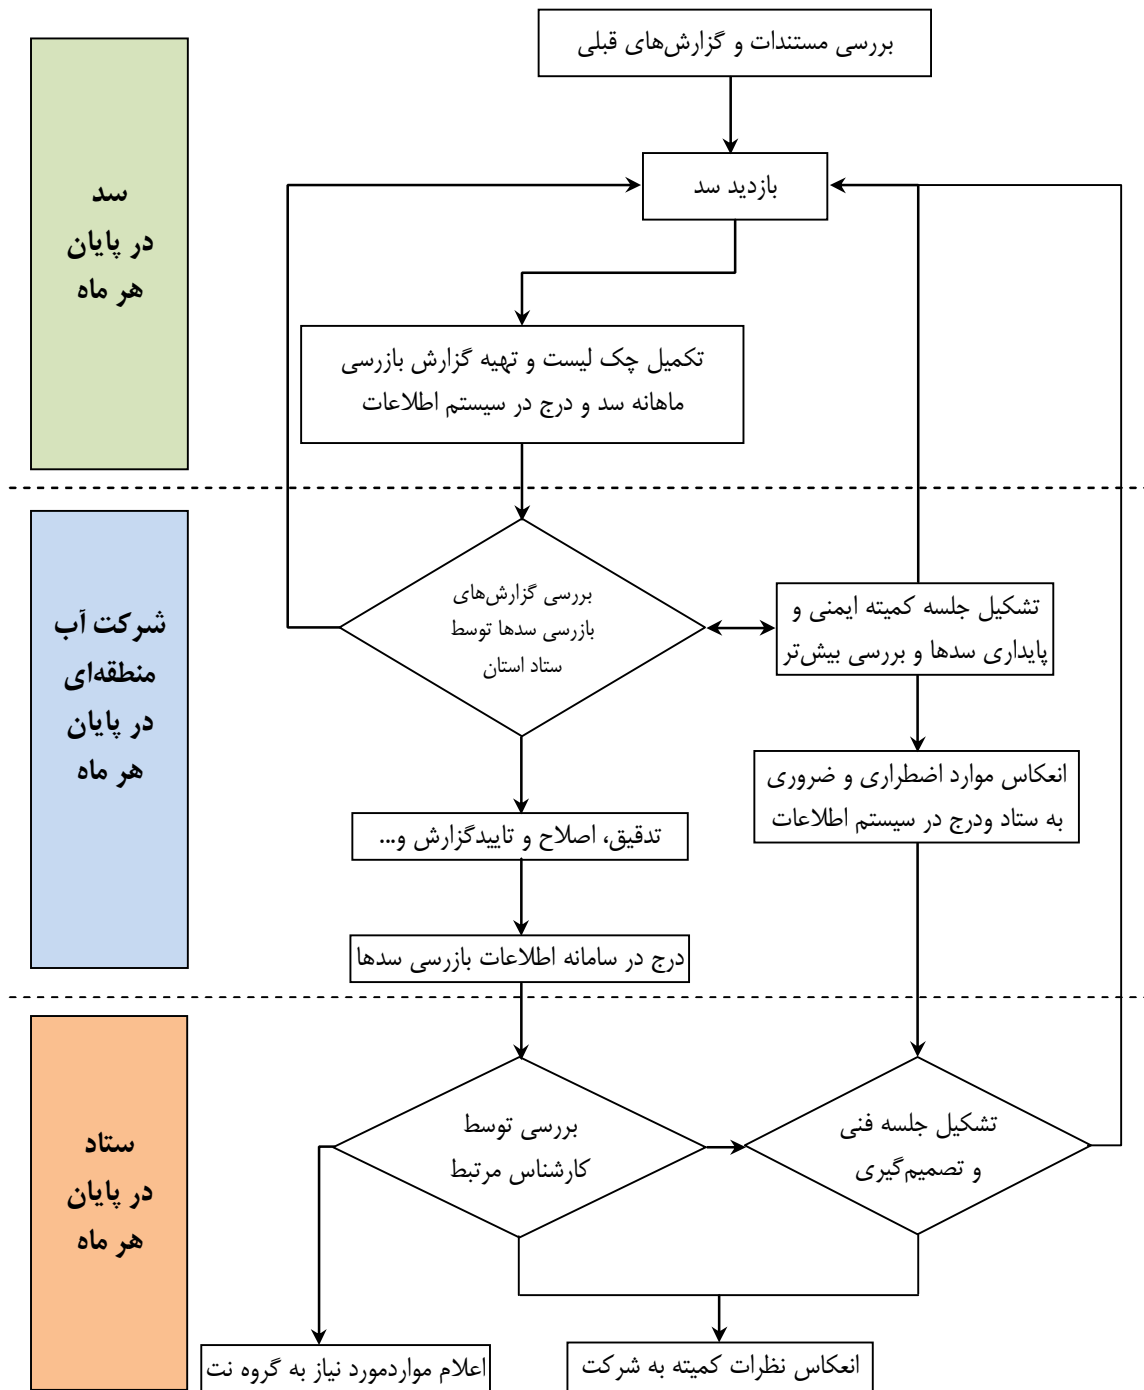 بررسی مستندات و گزارش‌های قبلی
سد
در پایان
هر ماه
بازدید سد
تکمیل چک لیست و تهیه گزارش بازرسی
ماهانه سد و درج در سیستم اطلاعات
شرکت آب
منطقه‌ای
در پایان
هر ماه
بررسی گزارش‌های
بازرسی سدها توسط
ستاد استان
تشکیل جلسه کمیته ایمنی و
پایداری سدها و بررسی بیش‌تر
انعکاس موارد اضطراری و ضروری
به ستاد ودرج در سیستم اطلاعات
تدقیق، اصلاح و تاییدگزارش و...
درج در سامانه اطلاعات بازرسی سدها
ستاد
در پایان
هر ماه
بررسی توسط
کارشناس مرتبط
تشکیل جلسه فنی
و تصمیم‌گیری
اعلام مواردمورد نیاز به گروه نت
انعکاس نظرات کمیته به شرکت